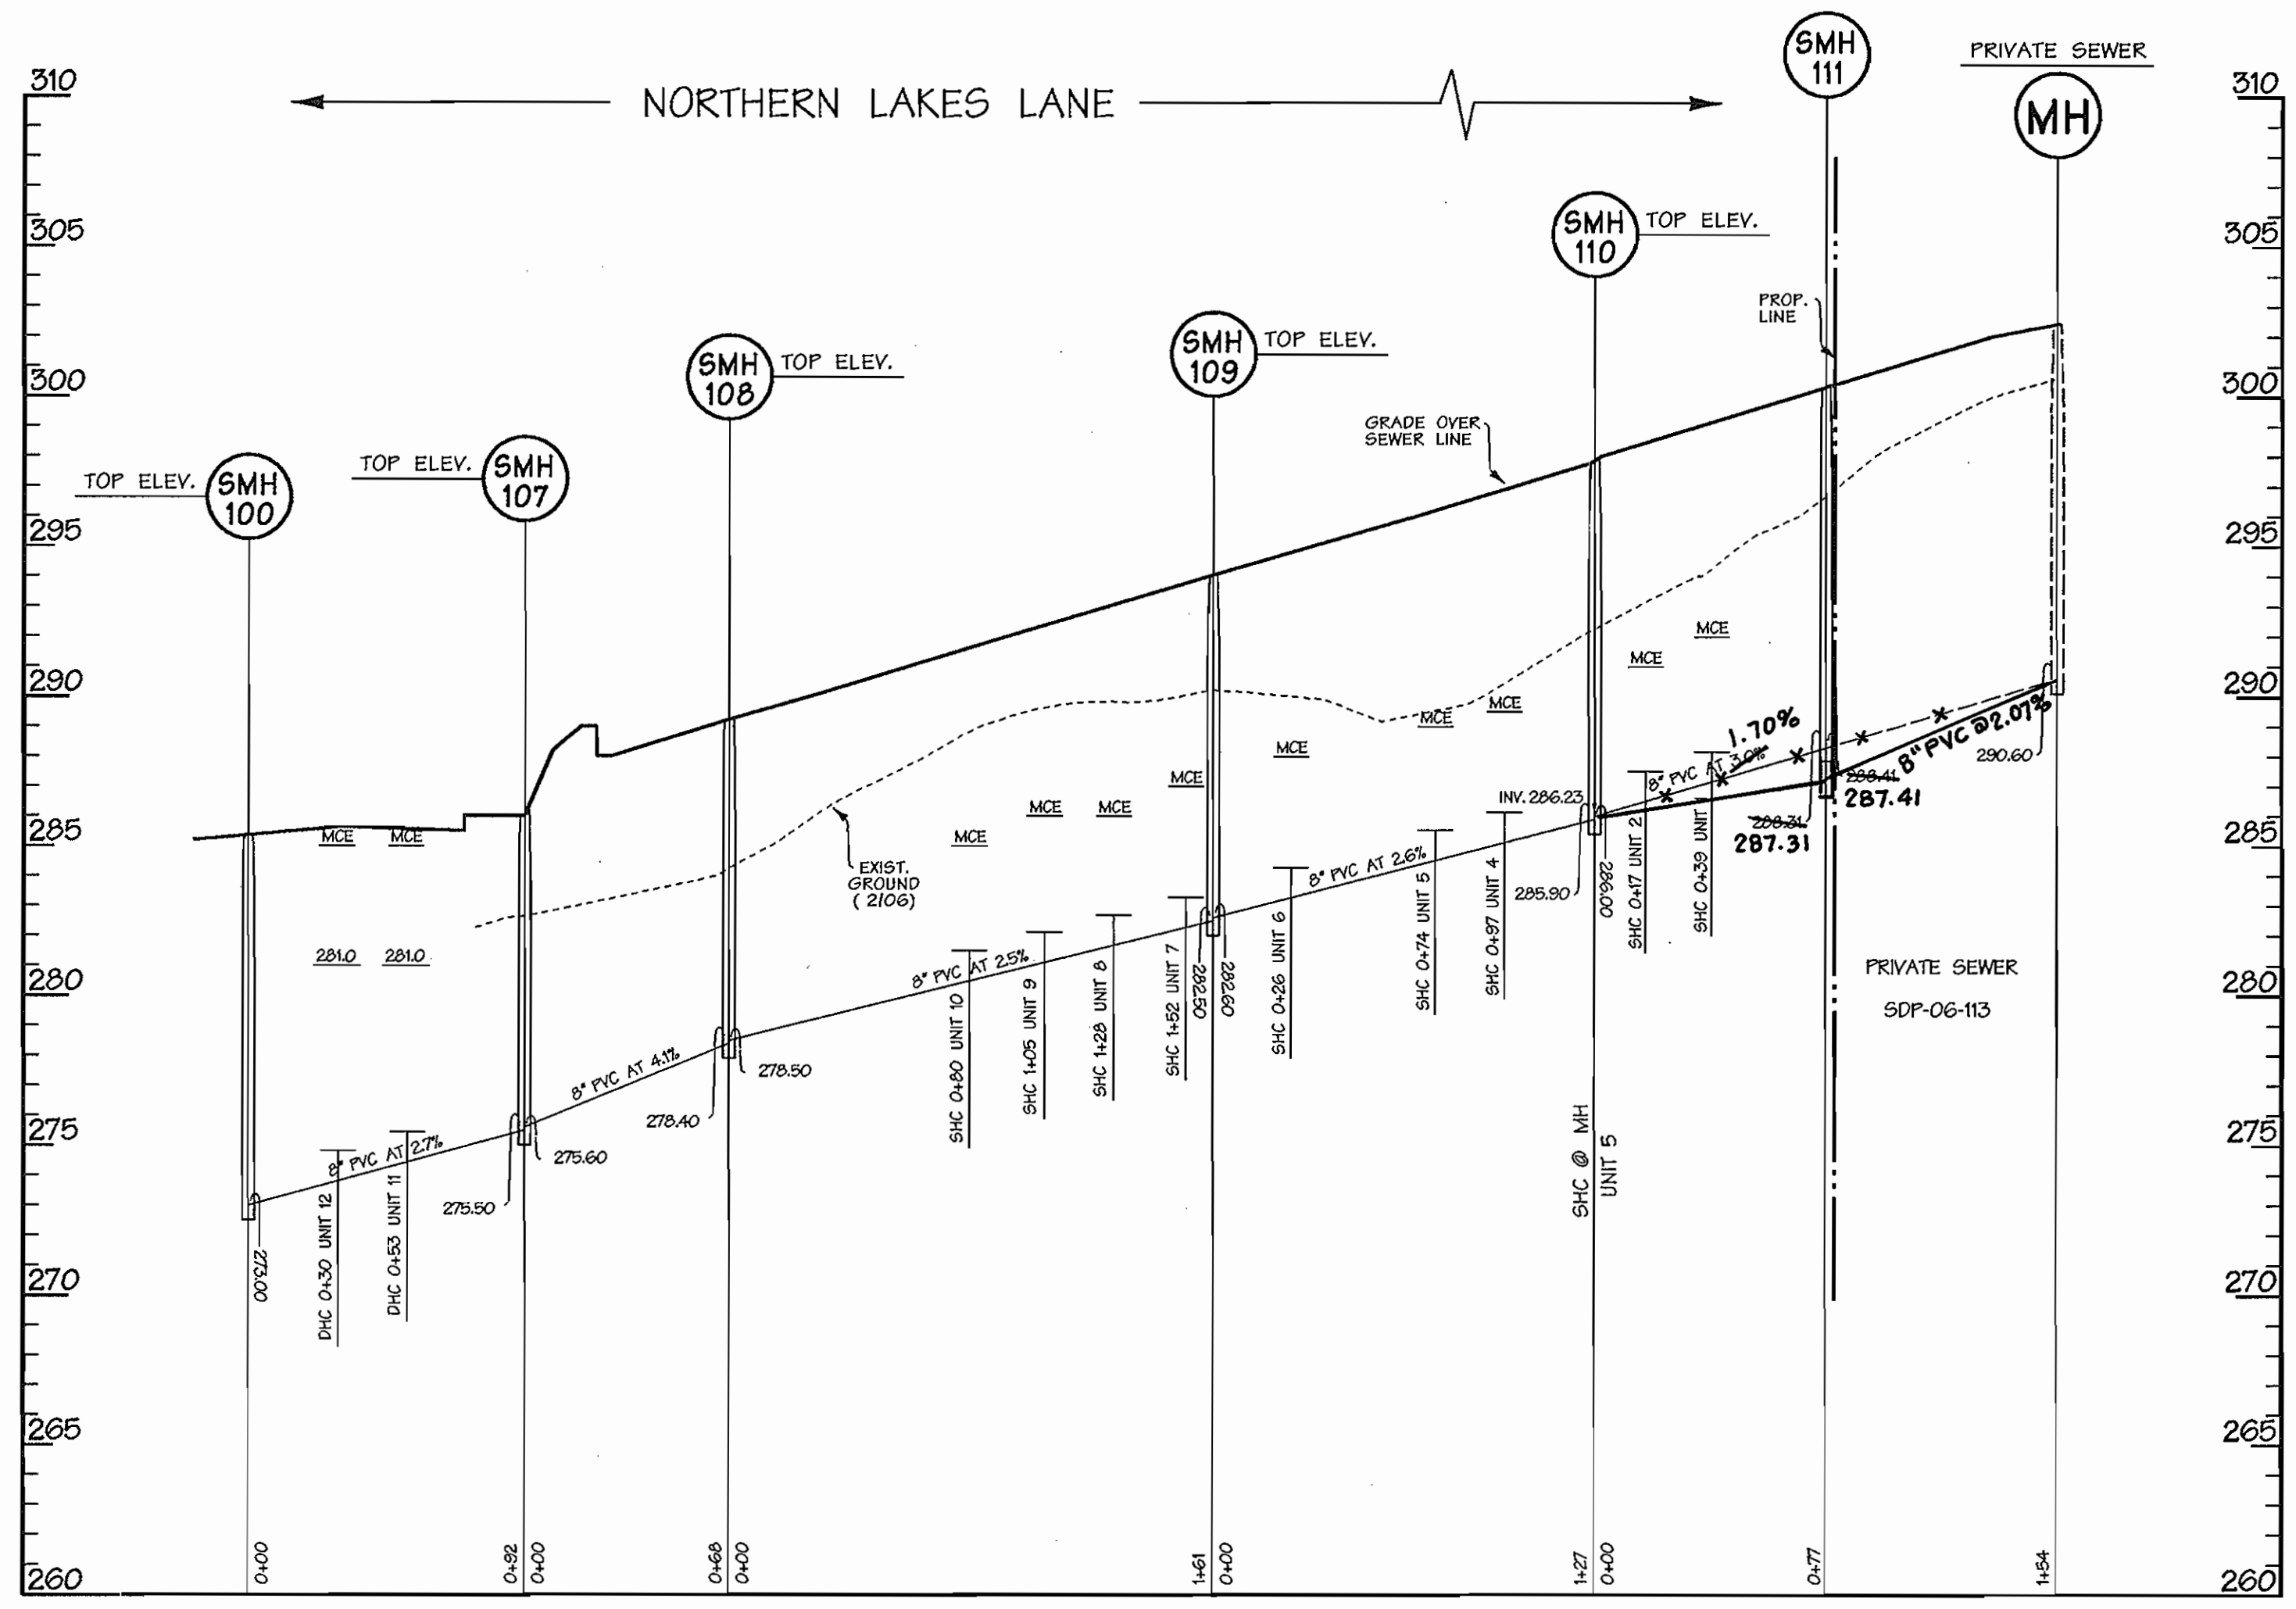 PRIVATE SEWER
SMH
111
MH
310
310
NORTHERN LAKES LANE
305
305
SMH
110
TOP ELEV.
PROP.
LINE
SMH
109
TOP ELEV.
SMH
108
TOP ELEV.
300
300
GRADE OVER
SEWER LINE
TOP ELEV.
SMH
107
TOP ELEV.
SMH
100
295
295
MCE
MCE
290
290
MCE
MCE
MCE
MCE
MCE
MCE
MCE
MCE
MCE
1.70%
8" PVC AT 3.0%
8" PVC @ 2.07%
290.60
288.41
287.41
288.31
287.31
INV. 286.23
285
285
EXIST.
GROUND
( 2106)
8" PVC AT 2.6%
285.90
286.00
SHC 0+17 UNIT 2
SHC 0+39 UNIT 1
SHC 0+74 UNIT 5
SHC 0+97 UNIT 4
281.0
281.0
8" PVC AT 2.5%
282.50
282.60
SHC 0+80 UNIT 10
SHC 1+05 UNIT 9
SHC 1+28 UNIT 8
SHC 1+52 UNIT 7
SHC 0+26 UNIT 6
PRIVATE SEWER
SDP-06-113
280
280
8" PVC AT 4.1%
278.50
278.40
275
275
8" PVC AT 2.7%
275.60
275.50
273.00
DHC 0+30 UNIT 12
DHC 0+53 UNIT 11
SHC @ MH
UNIT 5
270
270
265
265
0+00
0+92
0+00
0+68
0+00
1+61
0+00
1+27
0+00
0+77
1+54
260
260